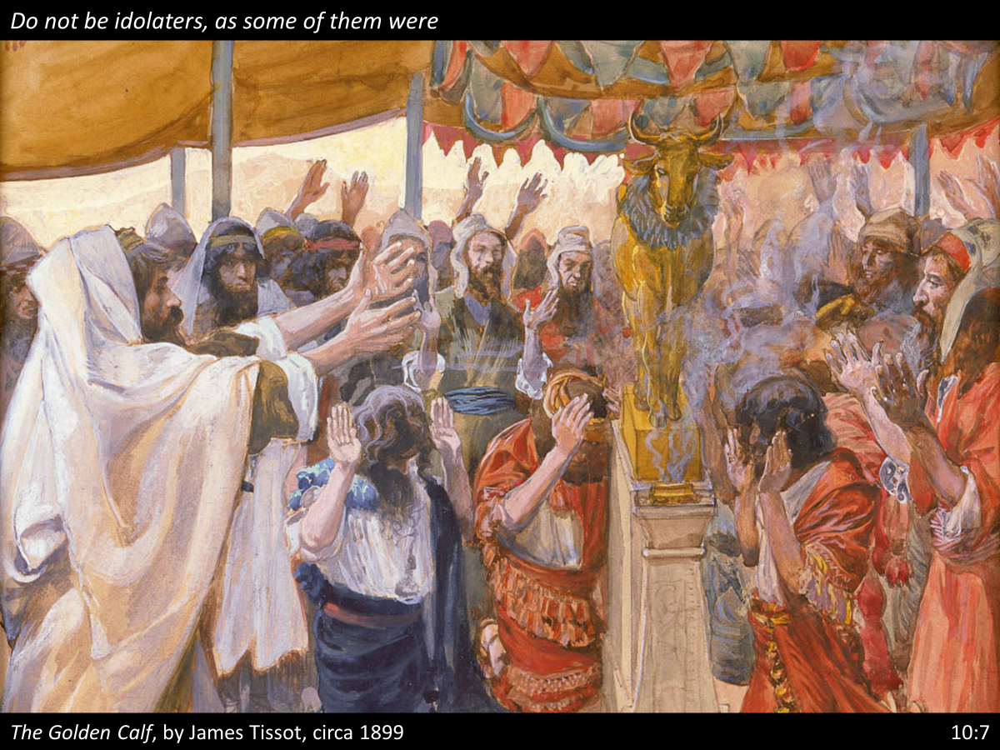 Do not be idolaters, as some of them were
The Golden Calf, by James Tissot, circa 1899
10:7